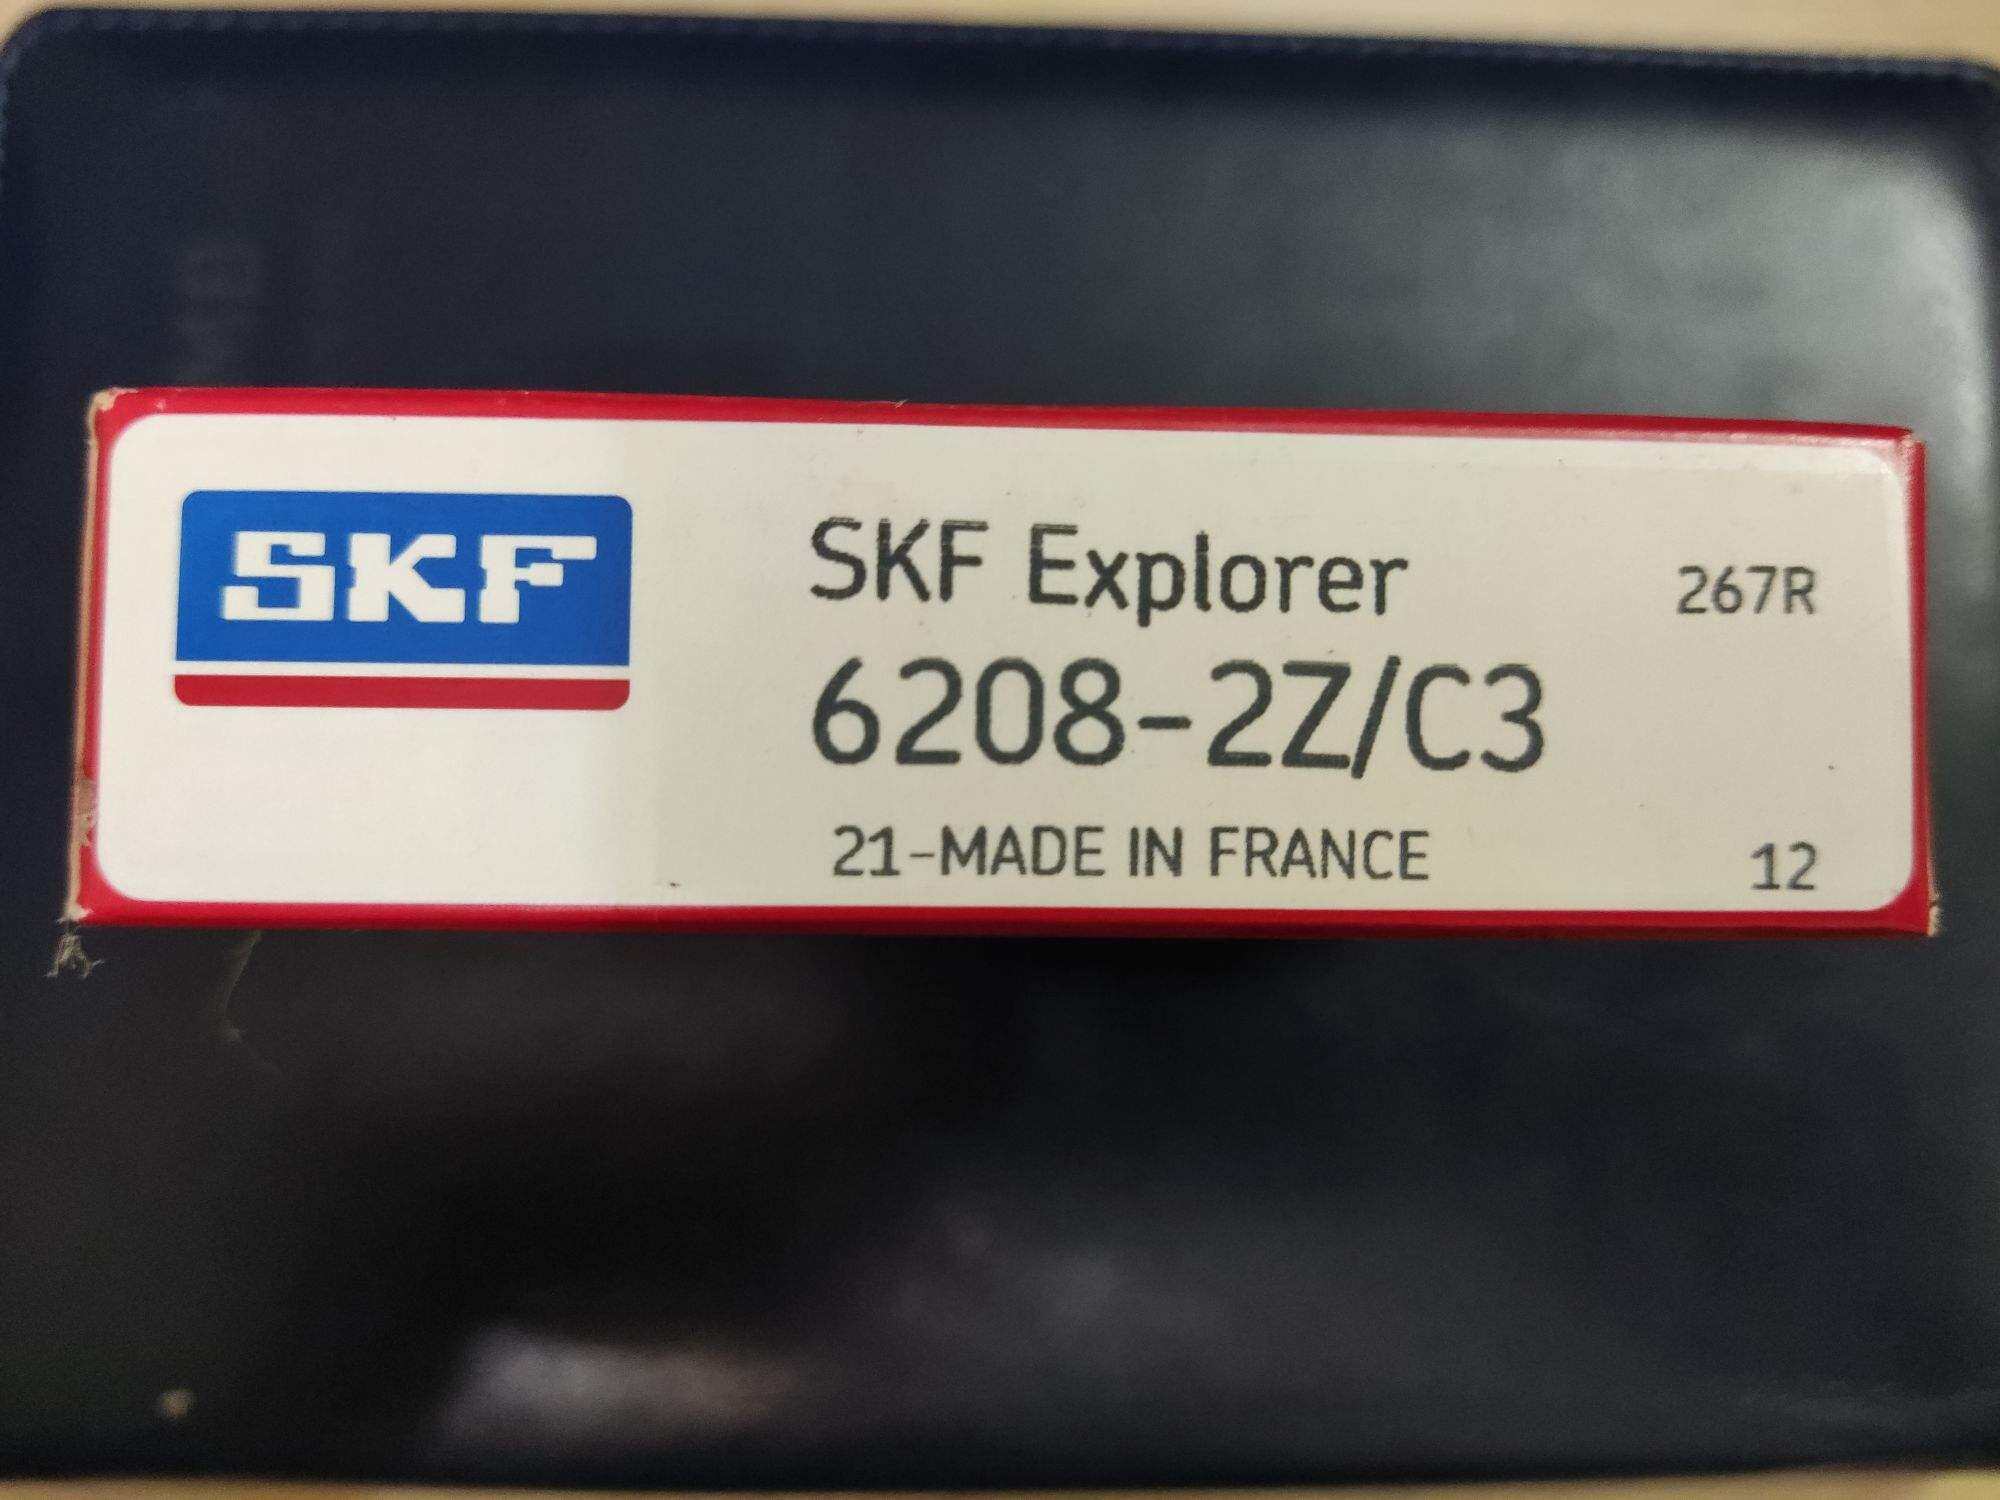 SKF
SKF Explorer
267R
6208-2Z/C3
21-MADE IN FRANCE
12